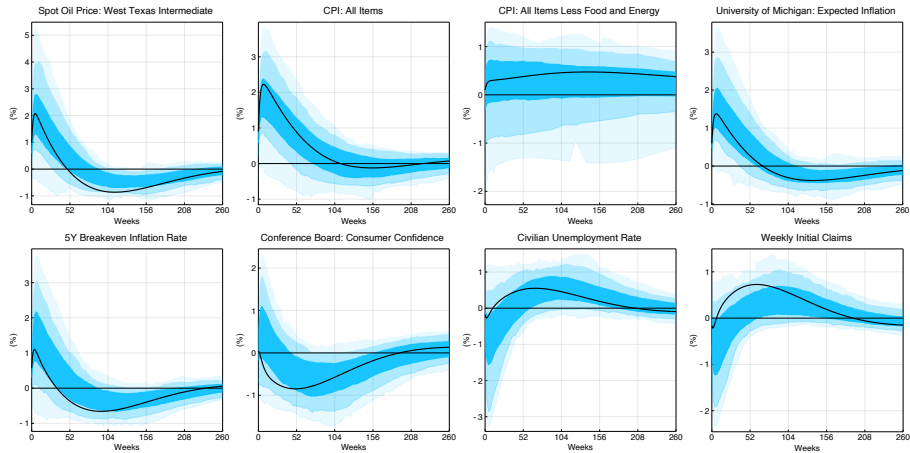 Spot Oil Price: West Texas Intermediate
(%)
5
4
3
2
1
0
-1
0 52 104 156 208 260
Weeks
CPI: All Items
(%)
4
3
2
1
0
-1
0 52 104 156 208 260
Weeks
CPI: All Items Less Food and Energy
(%)
1
0
-1
-2
0 52 104 156 208 260
Weeks
University of Michigan: Expected Inflation
(%)
3
2
1
0
-1
0 52 104 156 208 260
Weeks
5Y Breakeven Inflation Rate
(%)
3
2
1
0
-1
0 52 104 156 208 260
Weeks
Conference Board: Consumer Confidence
(%)
2
1
0
-1
0 52 104 156 208 260
Weeks
Civilian Unemployment Rate
(%)
1
0
-1
-2
-3
0 52 104 156 208 260
Weeks
Weekly Initial Claims
(%)
1
0
-1
-2
0 52 104 156 208 260
Weeks